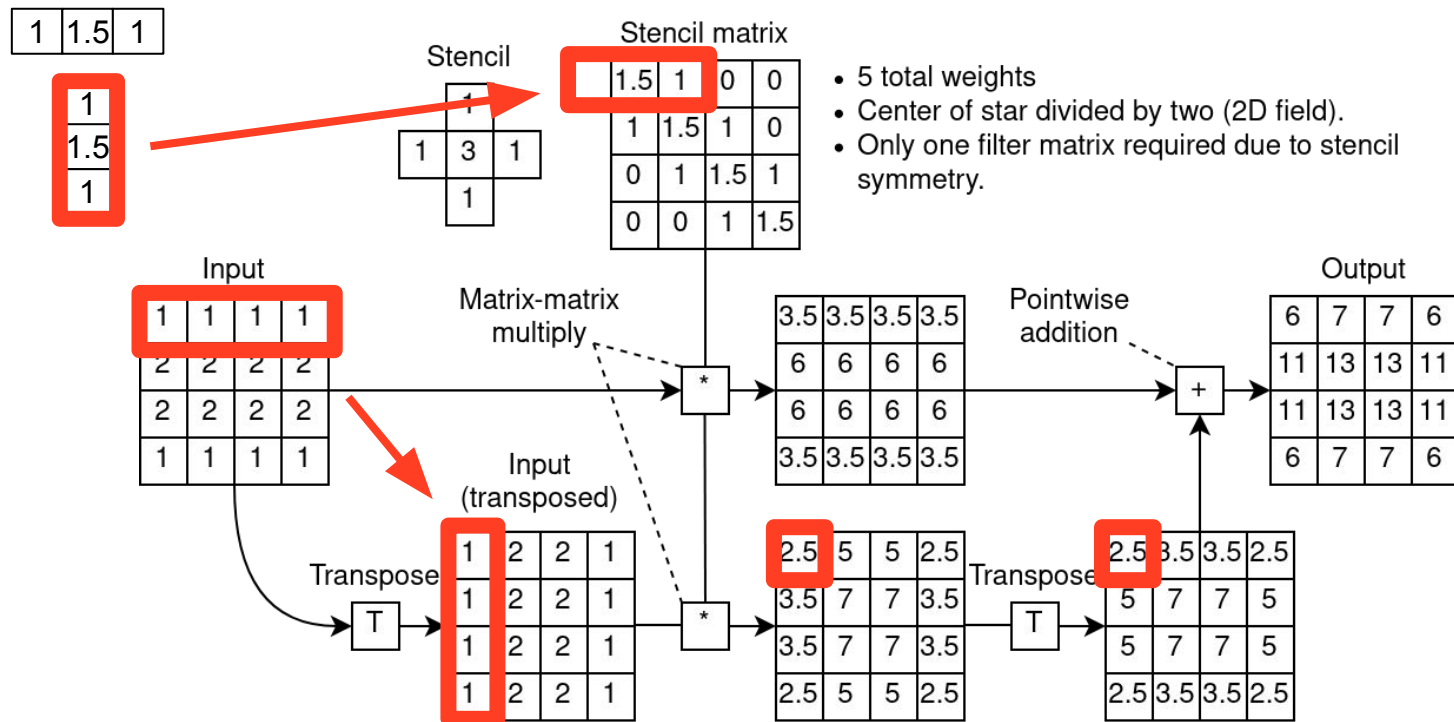 1 1.5 1
1
1.5
1
Stencil
1
1 3 1
1
Stencil matrix
1.5 1 0 0
1 1.5 1 0
0 1 1.5 1
0 0 1 1.5
• 5 total weights
• Center of star divided by two (2D field).
• Only one filter matrix required due to stencil
symmetry.
Input
1 1 1 1
2 2 2 2
2 2 2 2
1 1 1 1
Matrix-matrix
multiply
*
3.5 3.5 3.5 3.5
6 6 6 6
6 6 6 6
3.5 3.5 3.5 3.5
Pointwise
addition
+
Output
6 7 7 6
11 13 13 11
11 13 13 11
6 7 7 6
Transpose
T
Input
(transposed)
1 2 2 1
1 2 2 1
1 2 2 1
1 2 2 1
*
2.5 5 5 2.5
3.5 7 7 3.5
3.5 7 7 3.5
2.5 5 5 2.5
Transpose
T
2.5 3.5 3.5 2.5
5 7 7 5
5 7 7 5
2.5 3.5 3.5 2.5